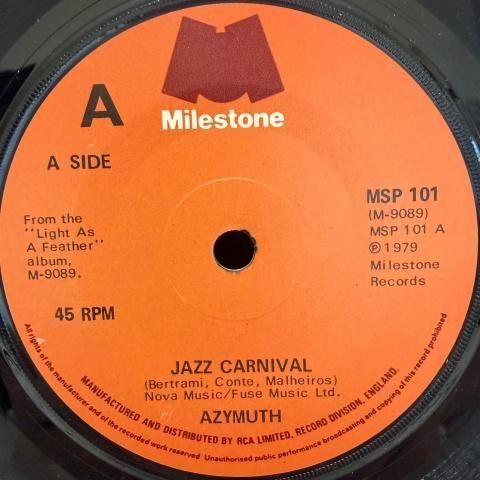 Milestone
A
A SIDE
From the
"Light As
A Feather"
album,
M-9089.
45 RPM
MSP 101
(M-9089)
MSP 101 A
℗ 1979
Milestone
Records
JAZZ CARNIVAL
(Bertrami, Conte, Malheiros)
Nova Music/Fuse Music Ltd.
AZYMUTH
MANUFACTURED AND DISTRIBUTED BY RCA LIMITED, RECORD DIVISION, ENGLAND.
All rights of the manufacturer and of the owner of the recorded work reserved. Unauthorised public performance broadcasting and copying of this record prohibited